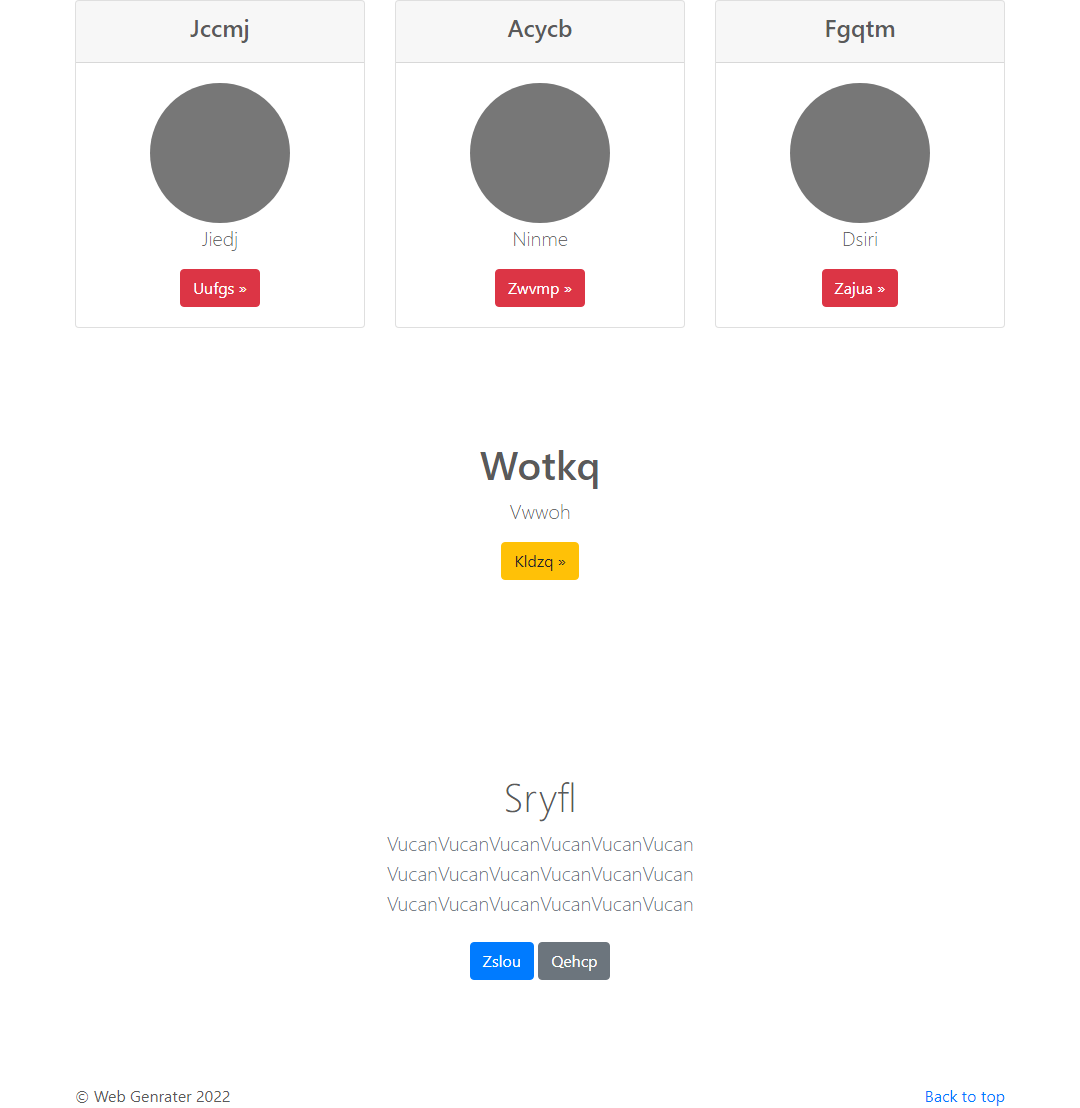 Jccmj
Acycb
Fgqtm
Jiedj
Ninme
Dsiri
Uufgs »
Zwvmp »
Zajua »
Wotkq
Vwwoh
Kldzq »
Sryfl
VucanVucanVucanVucanVucanVucan
VucanVucanVucanVucanVucanVucan
VucanVucanVucanVucanVucanVucan
Zslou Qehcp
© Web Genrater 2022
Back to top